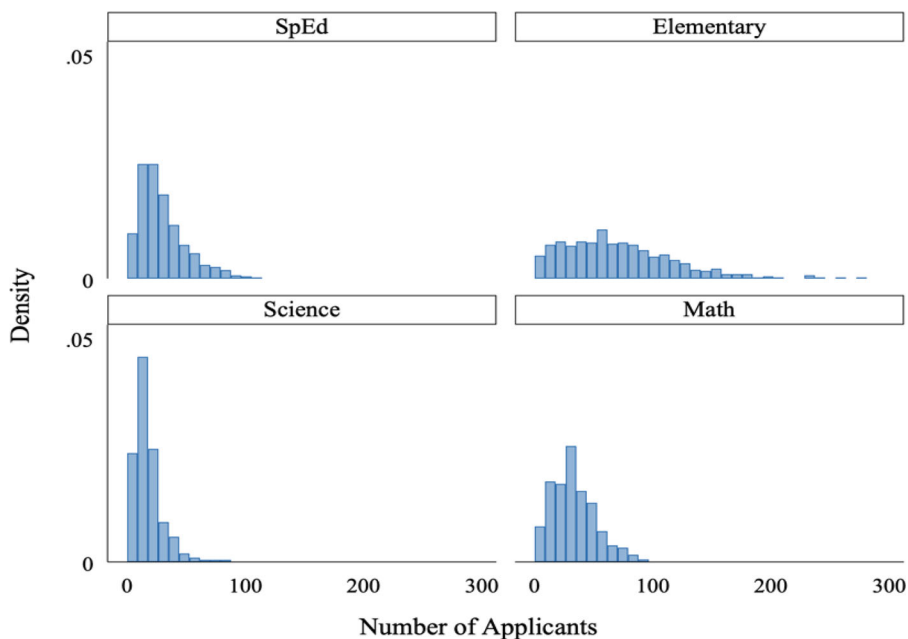 SpEd
Elementary
.05
0
Science
Math
.05
0
0
100
200
300
0
100
200
300
Density
Number of Applicants